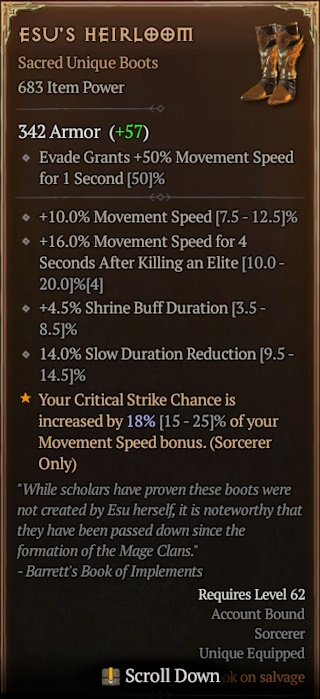 ESU'S HEIRLOOM
Sacred Unique Boots
683 Item Power
342 Armor (+57)
Evade Grants +50% Movement Speed
for 1 Second [50]%
+10.0% Movement Speed [7.5 - 12.5]%
+16.0% Movement Speed for 4
Seconds After Killing an Elite [10.0 -
20.0]%[4]
+4.5% Shrine Buff Duration [3.5 -
8.5]%
14.0% Slow Duration Reduction [9.5 -
14.5]%
Your Critical Strike Chance is
increased by 18% [15 - 25]% of your
Movement Speed bonus. (Sorcerer
Only)
"While scholars have proven these boots were
not created by Esu herself, it is noteworthy that
they have been passed down since the
formation of the Mage Clans."
- Barrett's Book of Implements
Requires Level 62
Account Bound
Sorcerer
Unique Equipped
Scroll Down ok on salvage